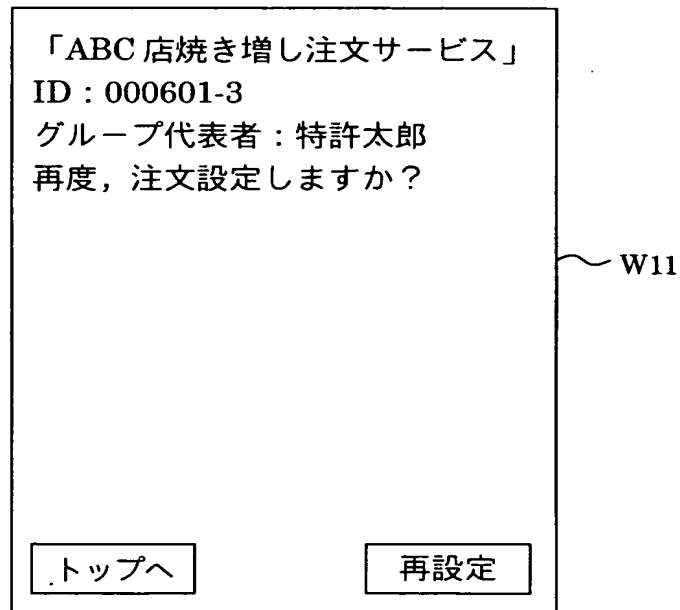 「ABC店焼き増し注文サービス」
ID：000601-3
グループ代表者：特許太郎
再度，注文設定しますか？
W11
トップへ
再設定